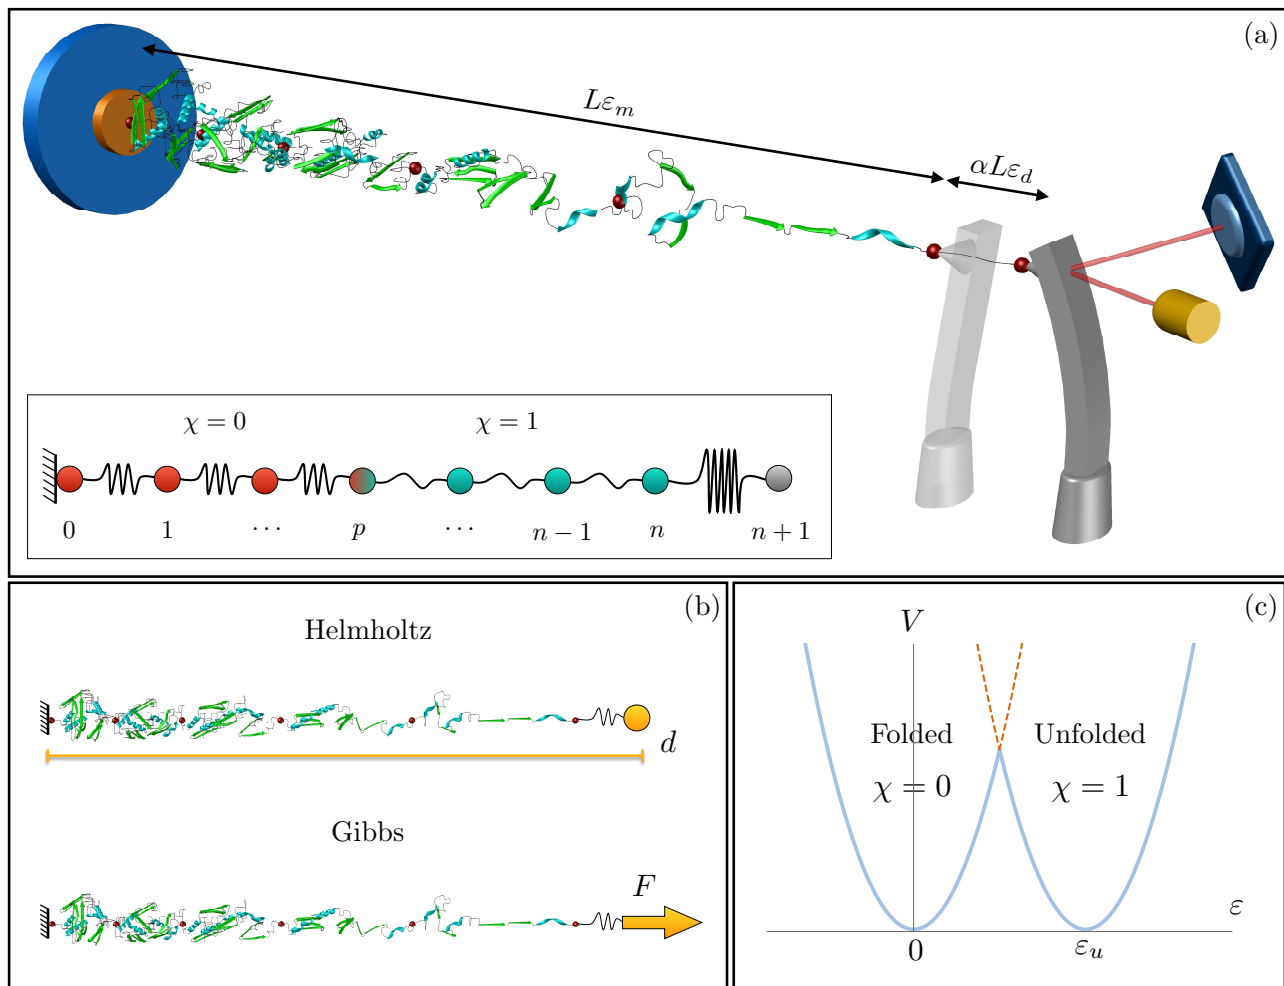 (a)
Lε_m
αLε_d
χ = 0
χ = 1
0 1 ··· p ··· n − 1 n n + 1
(b)
Helmholtz
d
Gibbs
F
(c)
V
Folded Unfolded
χ = 0 χ = 1
ε
0 ε_u